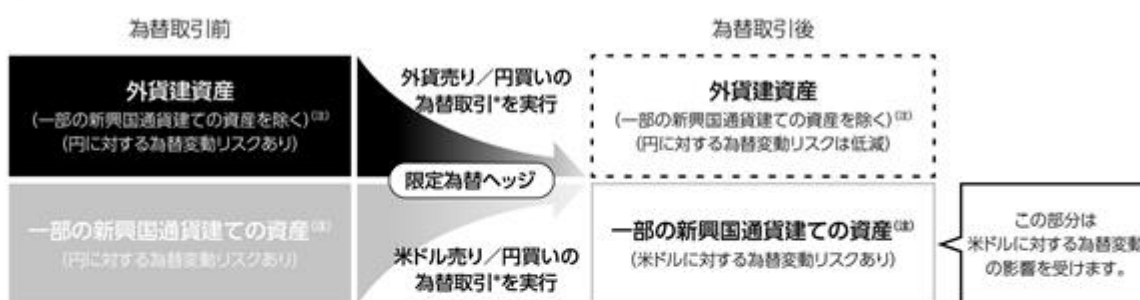 為替取引前
為替取引後
外貨建資産
(一部の新興国通貨建ての資産を除く)(注)
(円に対する為替変動リスクあり)
外貨売り／円買いの
為替取引*を実行
外貨建資産
(一部の新興国通貨建ての資産を除く)(注)
(円に対する為替変動リスクは低減)
限定為替ヘッジ
一部の新興国通貨建ての資産(注)
(円に対する為替変動リスクあり)
米ドル売り／円買いの
為替取引*を実行
一部の新興国通貨建ての資産(注)
(米ドルに対する為替変動リスクあり)
この部分は
米ドルに対する為替変動
の影響を受けます。